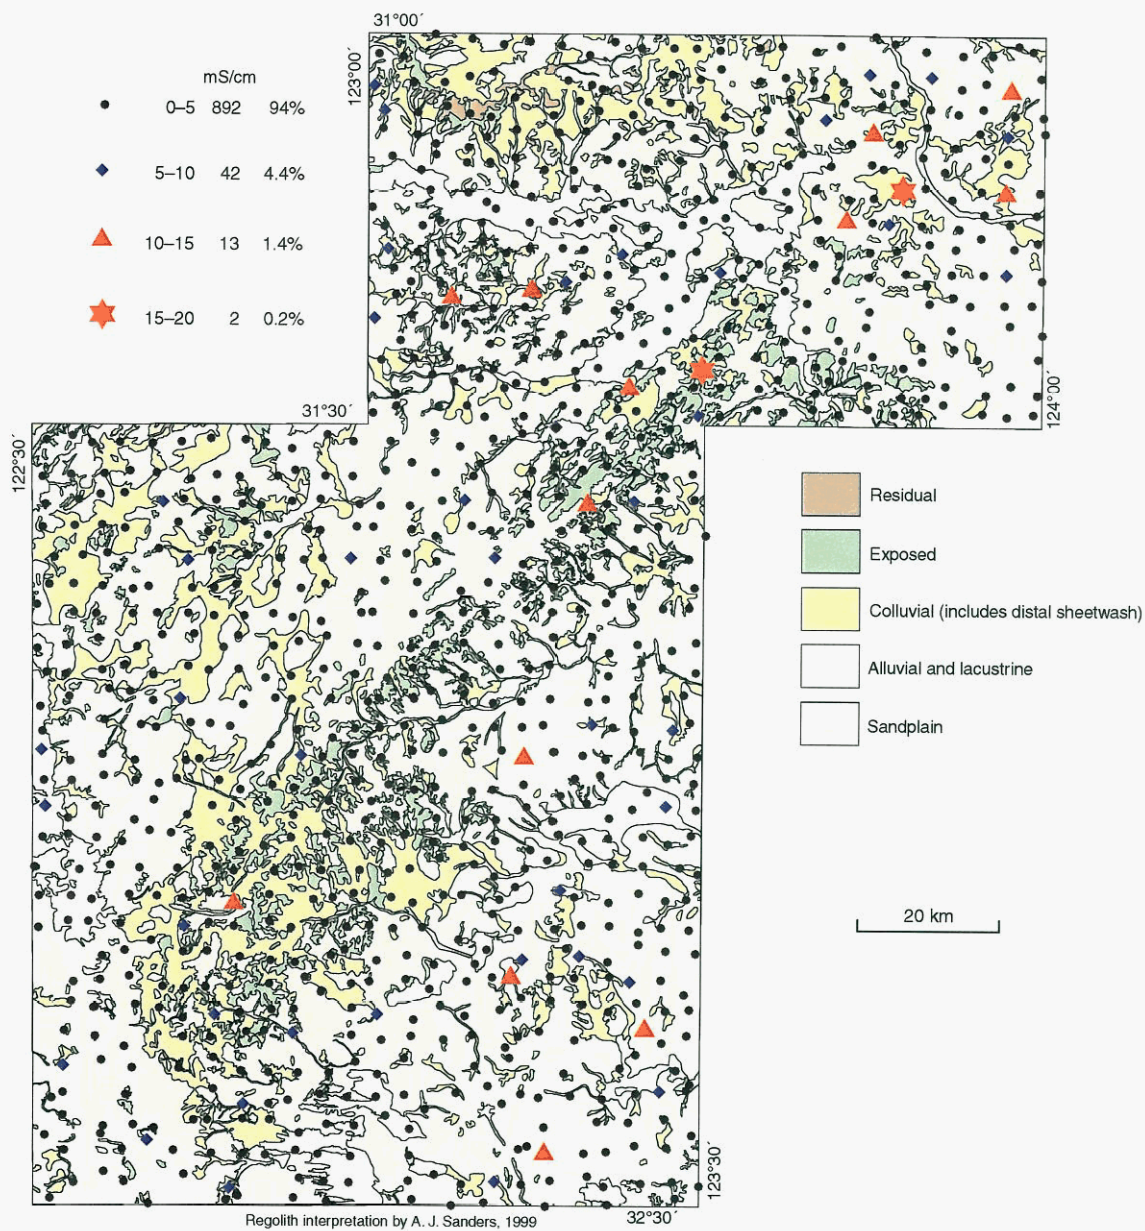 31°00´
123°00´
mS/cm
0–5 892 94%
5–10 42 4.4%
10–15 13 1.4%
15–20 2 0.2%
31°30´
124°00´
122°30´
Residual
Exposed
Colluvial (includes distal sheetwash)
Alluvial and lacustrine
Sandplain
20 km
123°30´
Regolith interpretation by A. J. Sanders, 1999
32°30´